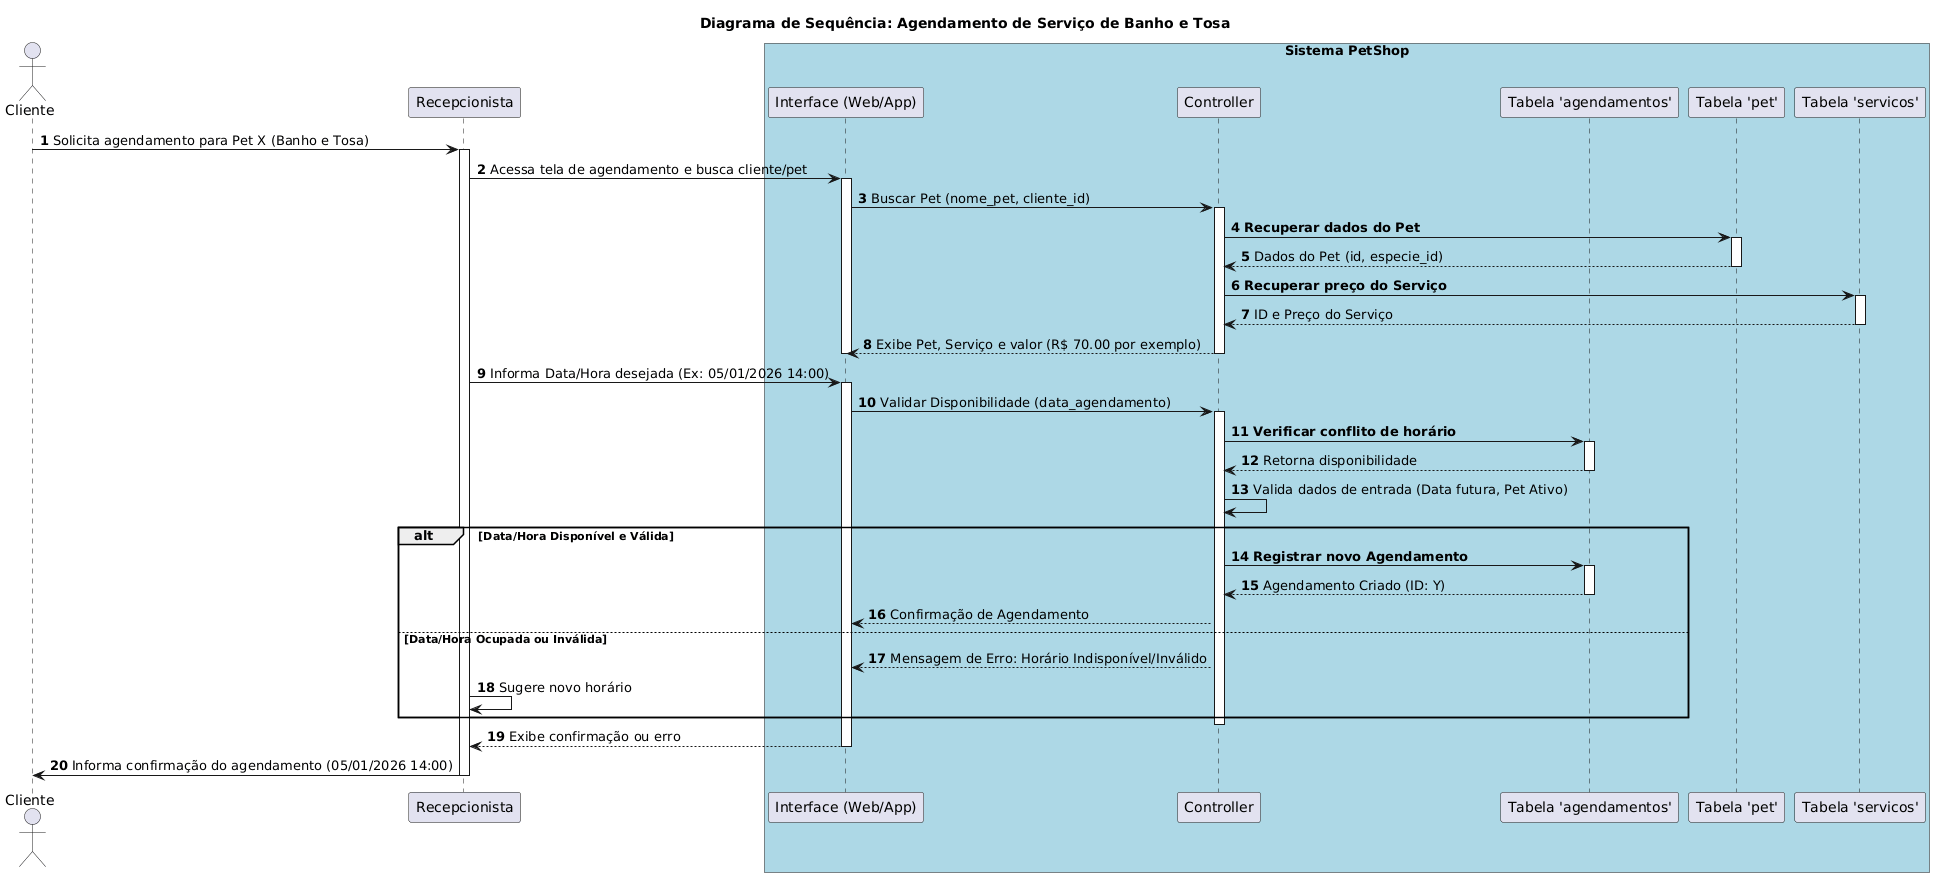 Diagrama de Sequência: Agendamento de Serviço de Banho e Tosa
Sistema PetShop
Cliente
Recepcionista
Interface (Web/App)
Controller
Tabela 'agendamentos'
Tabela 'pet'
Tabela 'servicos'
1 Solicita agendamento para Pet X (Banho e Tosa)
2 Acessa tela de agendamento e busca cliente/pet
3 Buscar Pet (nome_pet, cliente_id)
4 Recuperar dados do Pet
5 Dados do Pet (id, especie_id)
6 Recuperar preço do Serviço
7 ID e Preço do Serviço
8 Exibe Pet, Serviço e valor (R$ 70.00 por exemplo)
9 Informa Data/Hora desejada (Ex: 05/01/2026 14:00)
10 Validar Disponibilidade (data_agendamento)
11 Verificar conflito de horário
12 Retorna disponibilidade
13 Valida dados de entrada (Data futura, Pet Ativo)
alt [Data/Hora Disponível e Válida]
14 Registrar novo Agendamento
15 Agendamento Criado (ID: Y)
16 Confirmação de Agendamento
[Data/Hora Ocupada ou Inválida]
17 Mensagem de Erro: Horário Indisponível/Inválido
18 Sugere novo horário
19 Exibe confirmação ou erro
20 Informa confirmação do agendamento (05/01/2026 14:00)
Cliente
Recepcionista
Interface (Web/App)
Controller
Tabela 'agendamentos'
Tabela 'pet'
Tabela 'servicos'